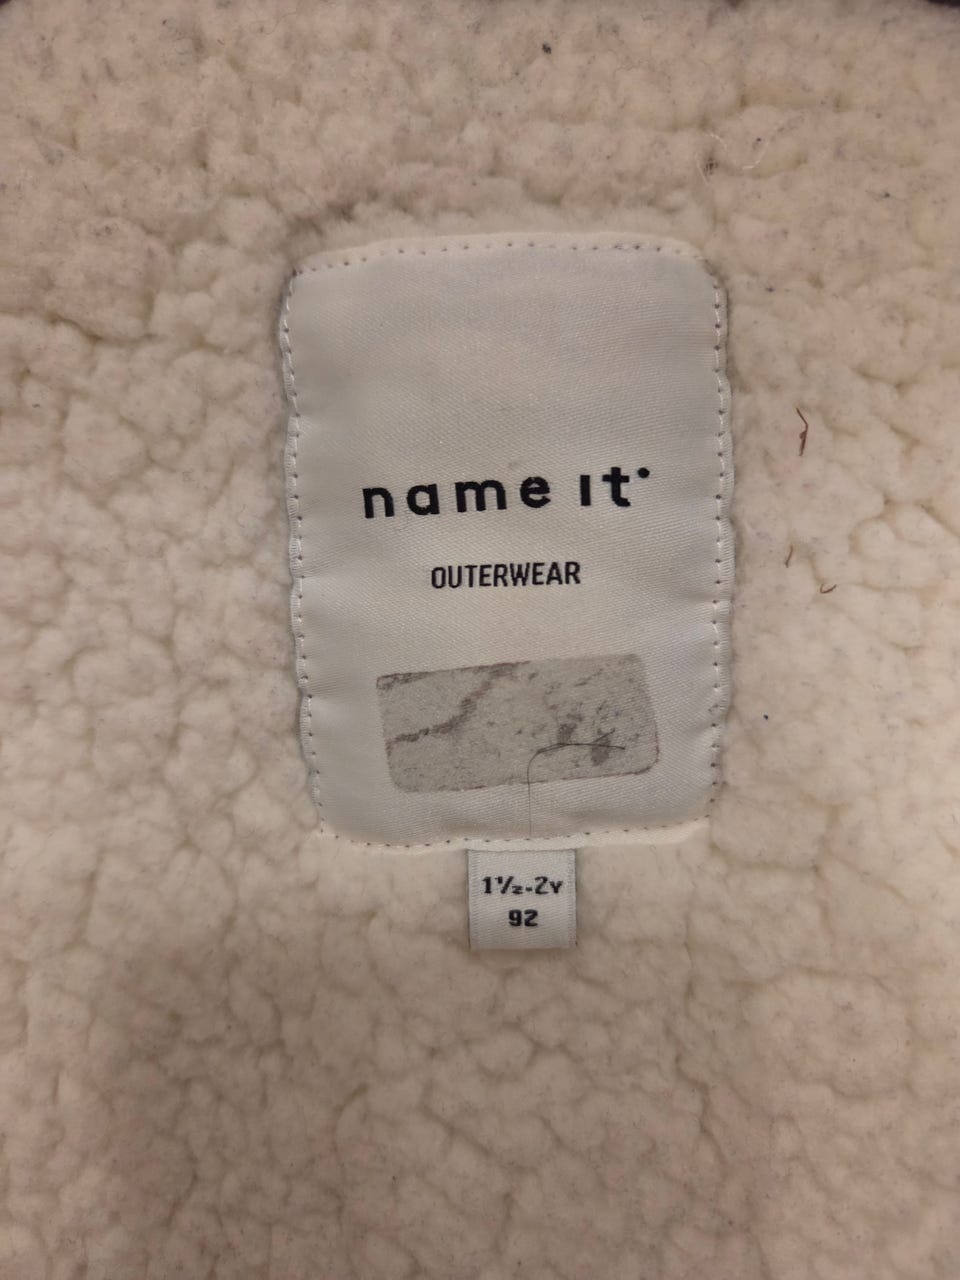 name it
OUTERWEAR
1½-2Y
92